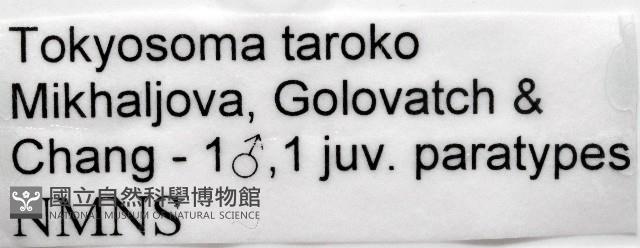 Tokyosoma taroko
Mikhaljova, Golovatch &
Chang - 1♂,1 juv. paratypes
國立自然科學博物館
NATIONAL MUSEUM OF NATURAL SCIENCE
NMNS